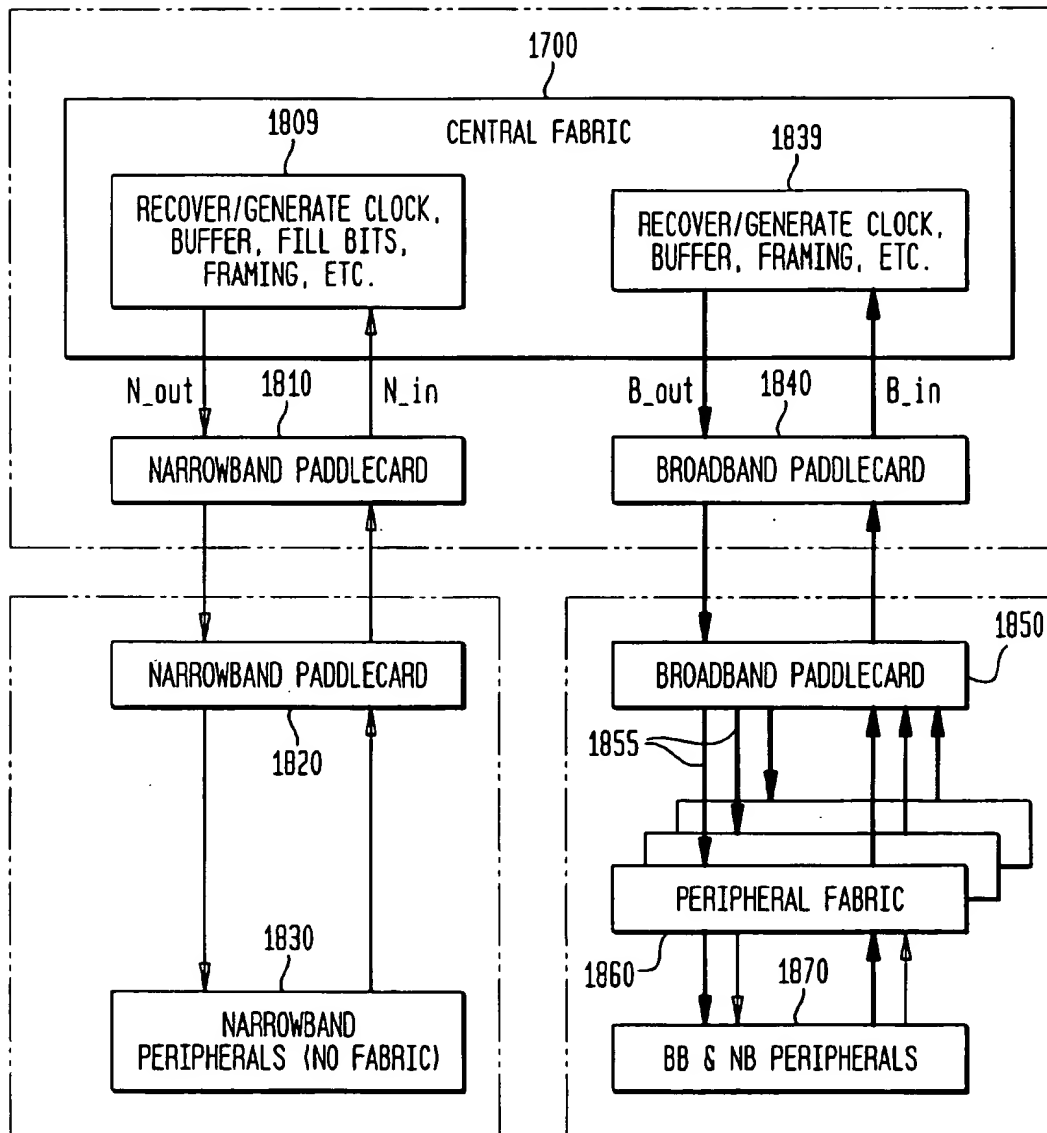 1700
CENTRAL FABRIC
1809
1839
RECOVER/GENERATE CLOCK,
BUFFER, FILL BITS,
FRAMING, ETC.
RECOVER/GENERATE CLOCK,
BUFFER, FRAMING, ETC.
N_out
1810
N_in
B_out
1840
B_in
NARROWBAND PADDLECARD
BROADBAND PADDLECARD
NARROWBAND PADDLECARD
1820
BROADBAND PADDLECARD
1850
1855
PERIPHERAL FABRIC
1860
1830
NARROWBAND
PERIPHERALS (NO FABRIC)
1870
BB & NB PERIPHERALS